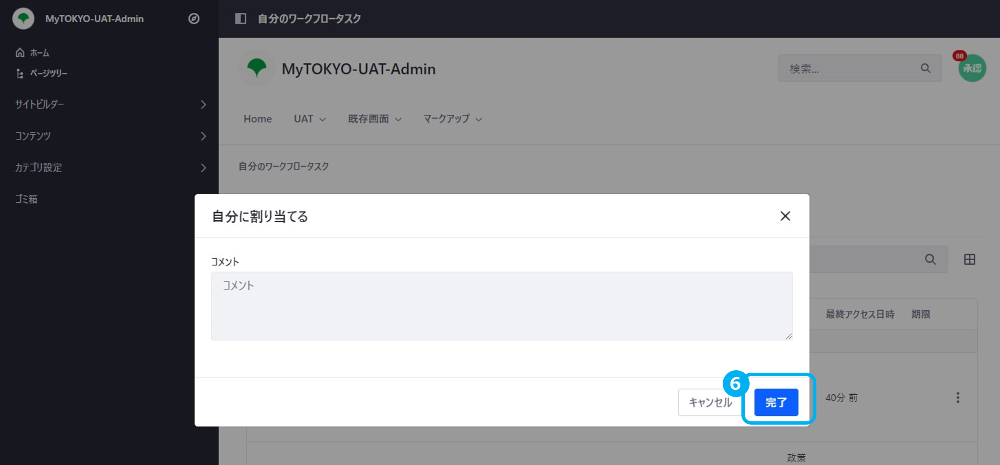 MyTOKYO-UAT-Admin
自分のワークフロータスク
ホーム
ページツリー
サイトビルダー
コンテンツ
カテゴリ設定
ゴミ箱
MyTOKYO-UAT-Admin
検索...
88
承認
Home
UAT
既存画面
マークアップ
自分のワークフロータスク
自分に割り当てる
コメント
コメント
最終アクセス日時
期限
6
キャンセル
完了
40分 前
政策